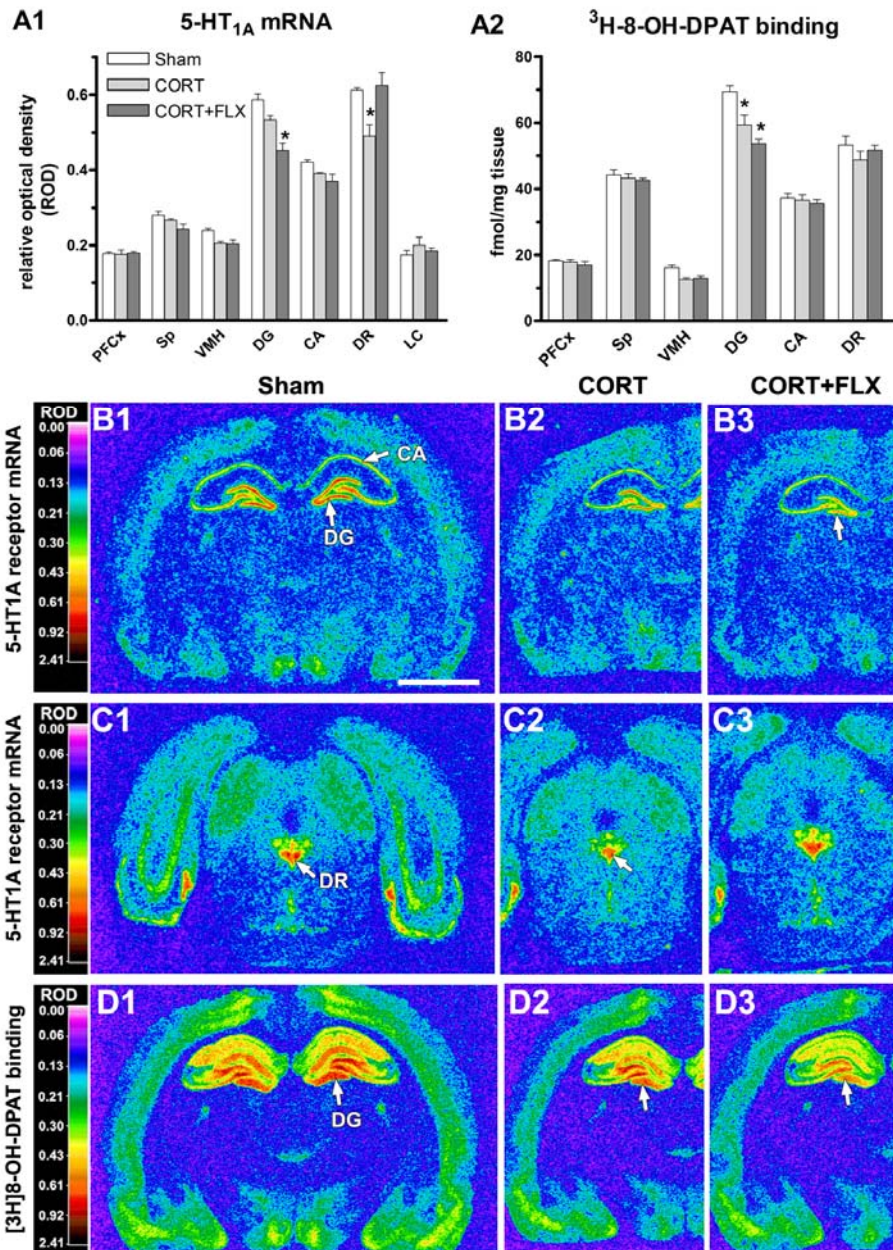 A1
5-HT1A mRNA
Sham
CORT
CORT+FLX
relative optical density
(ROD)
0.6
0.4
0.2
0.0
*
*
PFCx
Sp
VMH
DG
CA
DR
LC
A2
3H-8-OH-DPAT binding
fmol/mg tissue
80
60
40
20
0
*
*
PFCx
Sp
VMH
DG
CA
DR
Sham
CORT
CORT+FLX
5-HT1A receptor mRNA
ROD
0.00
0.06
0.13
0.21
0.30
0.43
0.61
0.92
2.41
B1
CA
DG
B2
B3
5-HT1A receptor mRNA
ROD
0.00
0.06
0.13
0.21
0.30
0.43
0.61
0.92
2.41
C1
DR
C2
C3
[3H]8-OH-DPAT binding
ROD
0.00
0.06
0.13
0.21
0.30
0.43
0.61
0.92
2.41
D1
DG
D2
D3